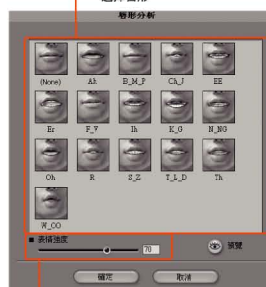 唇形分析
(None) Ah B_M_P Ch_J EE
Er F_V Ih K_G N_NG
Oh R S_Z T_L_D Th
W_OO
表情強度
70
預覽
確定 取消